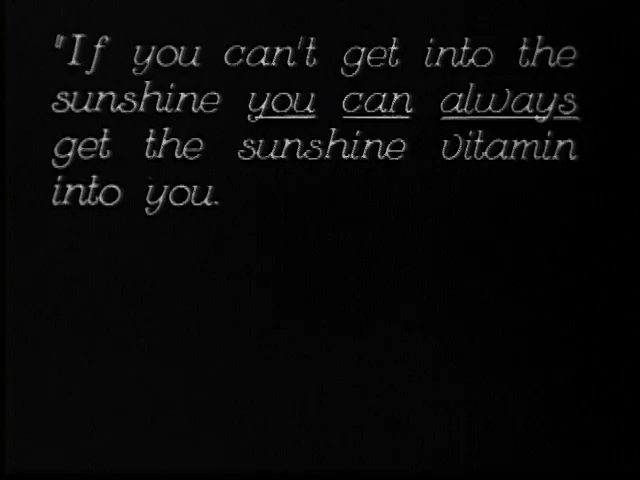 "If you can't get into the
sunshine you can always
get the sunshine vitamin
into you.